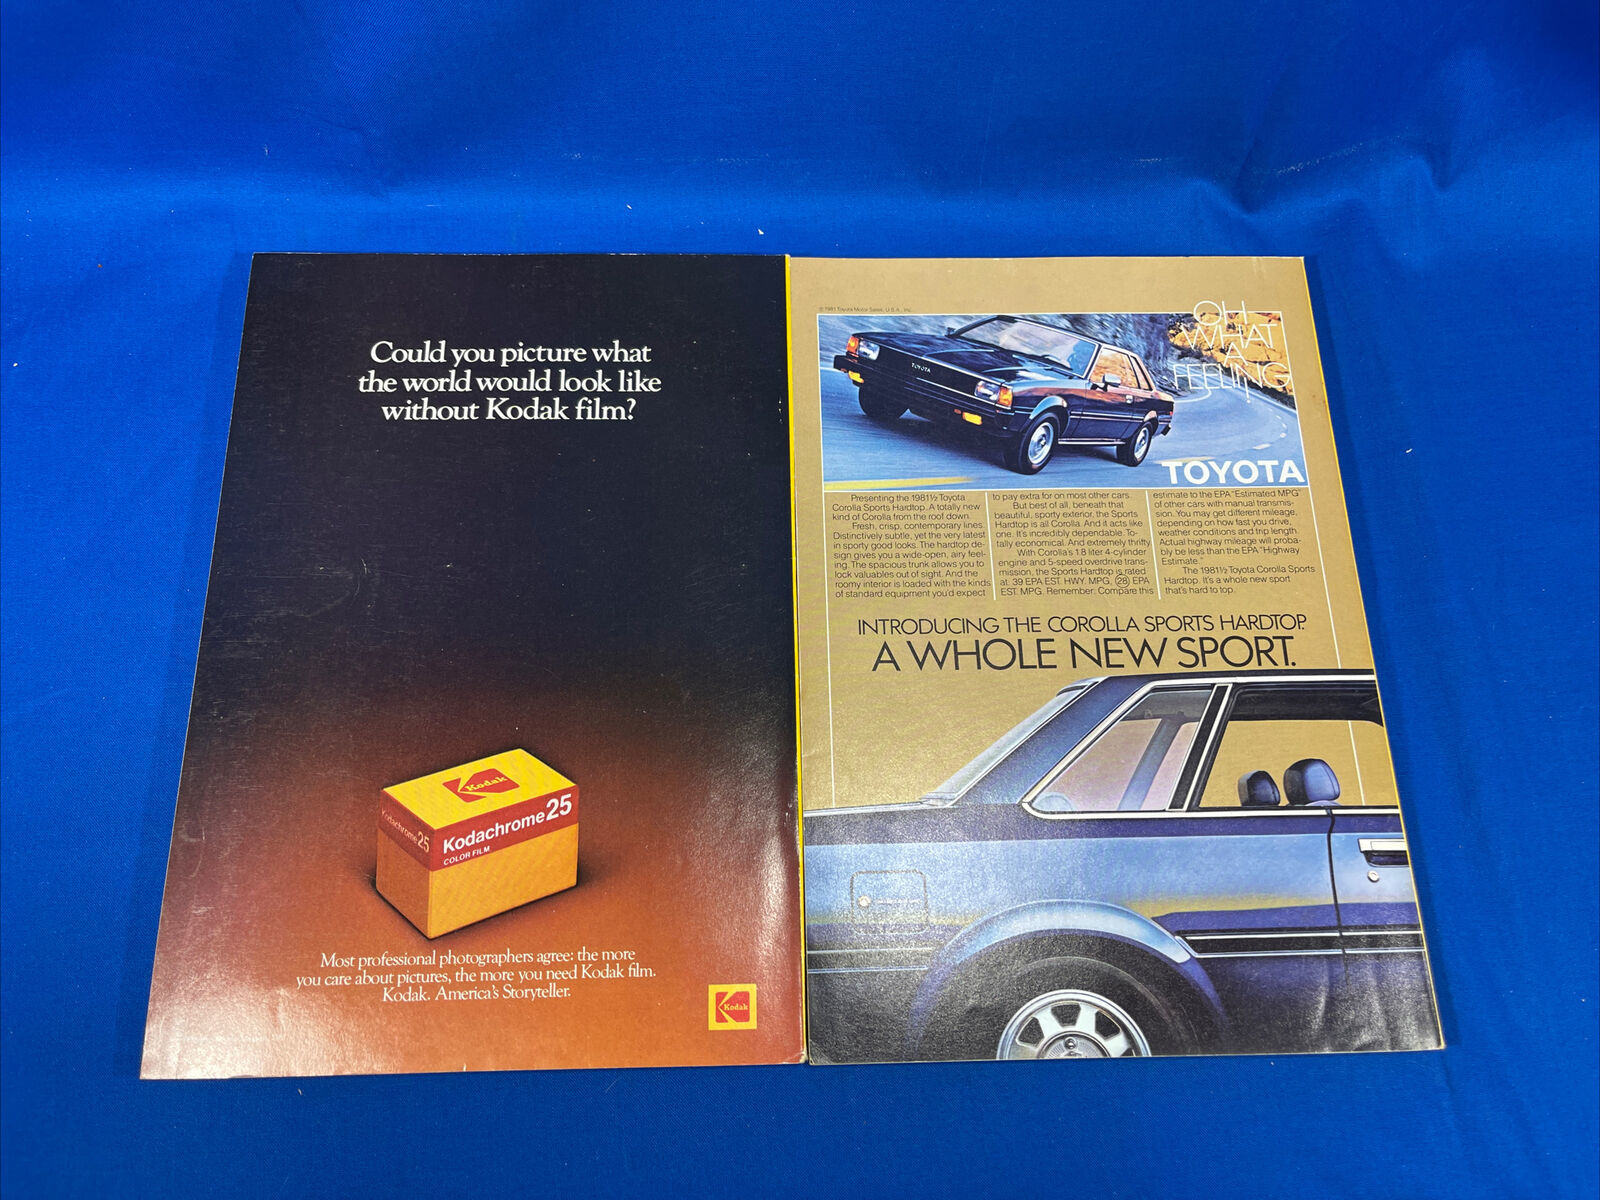 Could you picture what
the world would look like
without Kodak film?
Kodak
Kodachrome 25
Kodachrome 25
COLOR FILM
Most professional photographers agree: the more
you care about pictures, the more you need Kodak film.
Kodak. America's Storyteller.
Kodak
© 1981 Toyota Motor Sales, U.S.A., Inc.
OH
WHAT
A
FEELING
TOYOTA
TOYOTA
Presenting the 1981½ Toyota
Corolla Sports Hardtop. A totally new
kind of Corolla from the roof down.
Fresh, crisp, contemporary lines.
Distinctively subtle, yet the very latest
in sporty good looks. The hardtop de-
sign gives you a wide-open, airy feel-
ing. The spacious trunk allows you to
lock valuables out of sight. And the
roomy interior is loaded with the kinds
of standard equipment you'd expect
to pay extra for on most other cars.
But best of all, beneath that
beautiful, sporty exterior, the Sports
Hardtop is all Corolla. And it acts like
one. It's incredibly dependable. To-
tally economical. And extremely thrifty.
With Corolla's 1.8 liter 4-cylinder
engine and 5-speed overdrive trans-
mission, the Sports Hardtop is rated
at: 39 EPA EST. HWY. MPG, 28 EPA
EST. MPG. Remember: Compare this
estimate to the EPA "Estimated MPG"
of other cars with manual transmis-
sion. You may get different mileage,
depending on how fast you drive,
weather conditions and trip length.
Actual highway mileage will proba-
bly be less than the EPA "Highway
Estimate."
The 1981½ Toyota Corolla Sports
Hardtop. It's a whole new sport
that's hard to top.
INTRODUCING THE COROLLA SPORTS HARDTOP.
A WHOLE NEW SPORT.